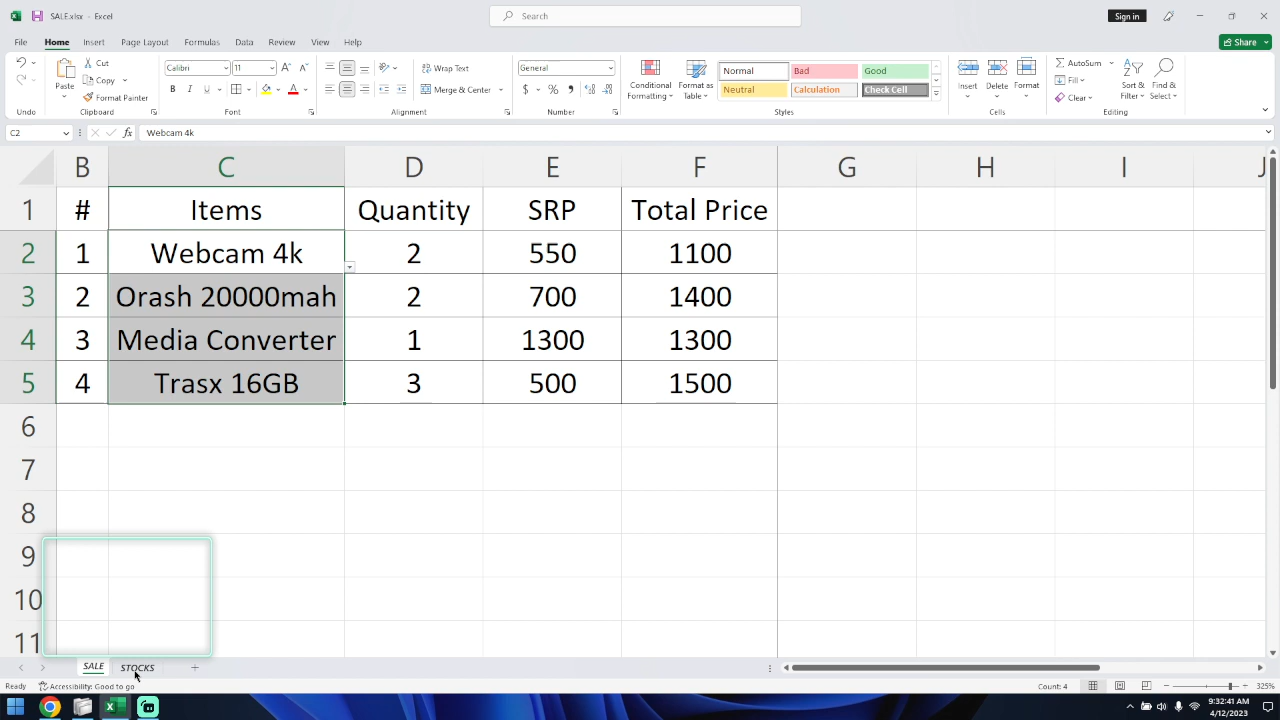 SALE.xlsx - Excel
Search
Sign in
File Home Insert Page Layout Formulas Data Review View Help
Share
Paste
Cut
Copy
Format Painter
Calibri 11
B I U
Wrap Text
Merge & Center
General
$ % ,
Conditional Formatting
Format as Table
Normal Bad Good
Neutral Calculation Check Cell
Insert Delete Format
AutoSum
Fill
Clear
Sort & Filter
Find & Select
Undo Clipboard Font Alignment Number Styles Cells Editing
C2 fx Webcam 4k
B C D E F G H I J
1 # Items Quantity SRP Total Price
2 1 Webcam 4k 2 550 1100
3 2 Orash 20000mah 2 700 1400
4 3 Media Converter 1 1300 1300
5 4 Trasx 16GB 3 500 1500
6
7
8
9
10
11
SALE STOCKS
Ready Accessibility: Good to go Count: 4 325%
9:32:41 AM
4/12/2023